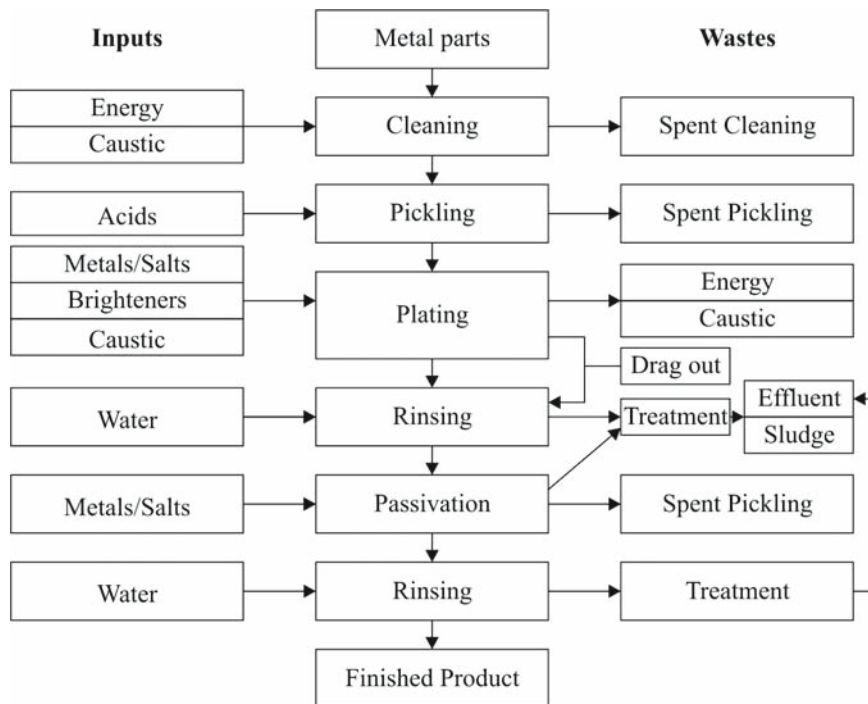 Inputs
Metal parts
Wastes
Energy
Caustic
Cleaning
Spent Cleaning
Acids
Pickling
Spent Pickling
Metals/Salts
Brighteners
Caustic
Plating
Energy
Caustic
Drag out
Water
Rinsing
Treatment
Effluent
Sludge
Metals/Salts
Passivation
Spent Pickling
Water
Rinsing
Treatment
Finished Product